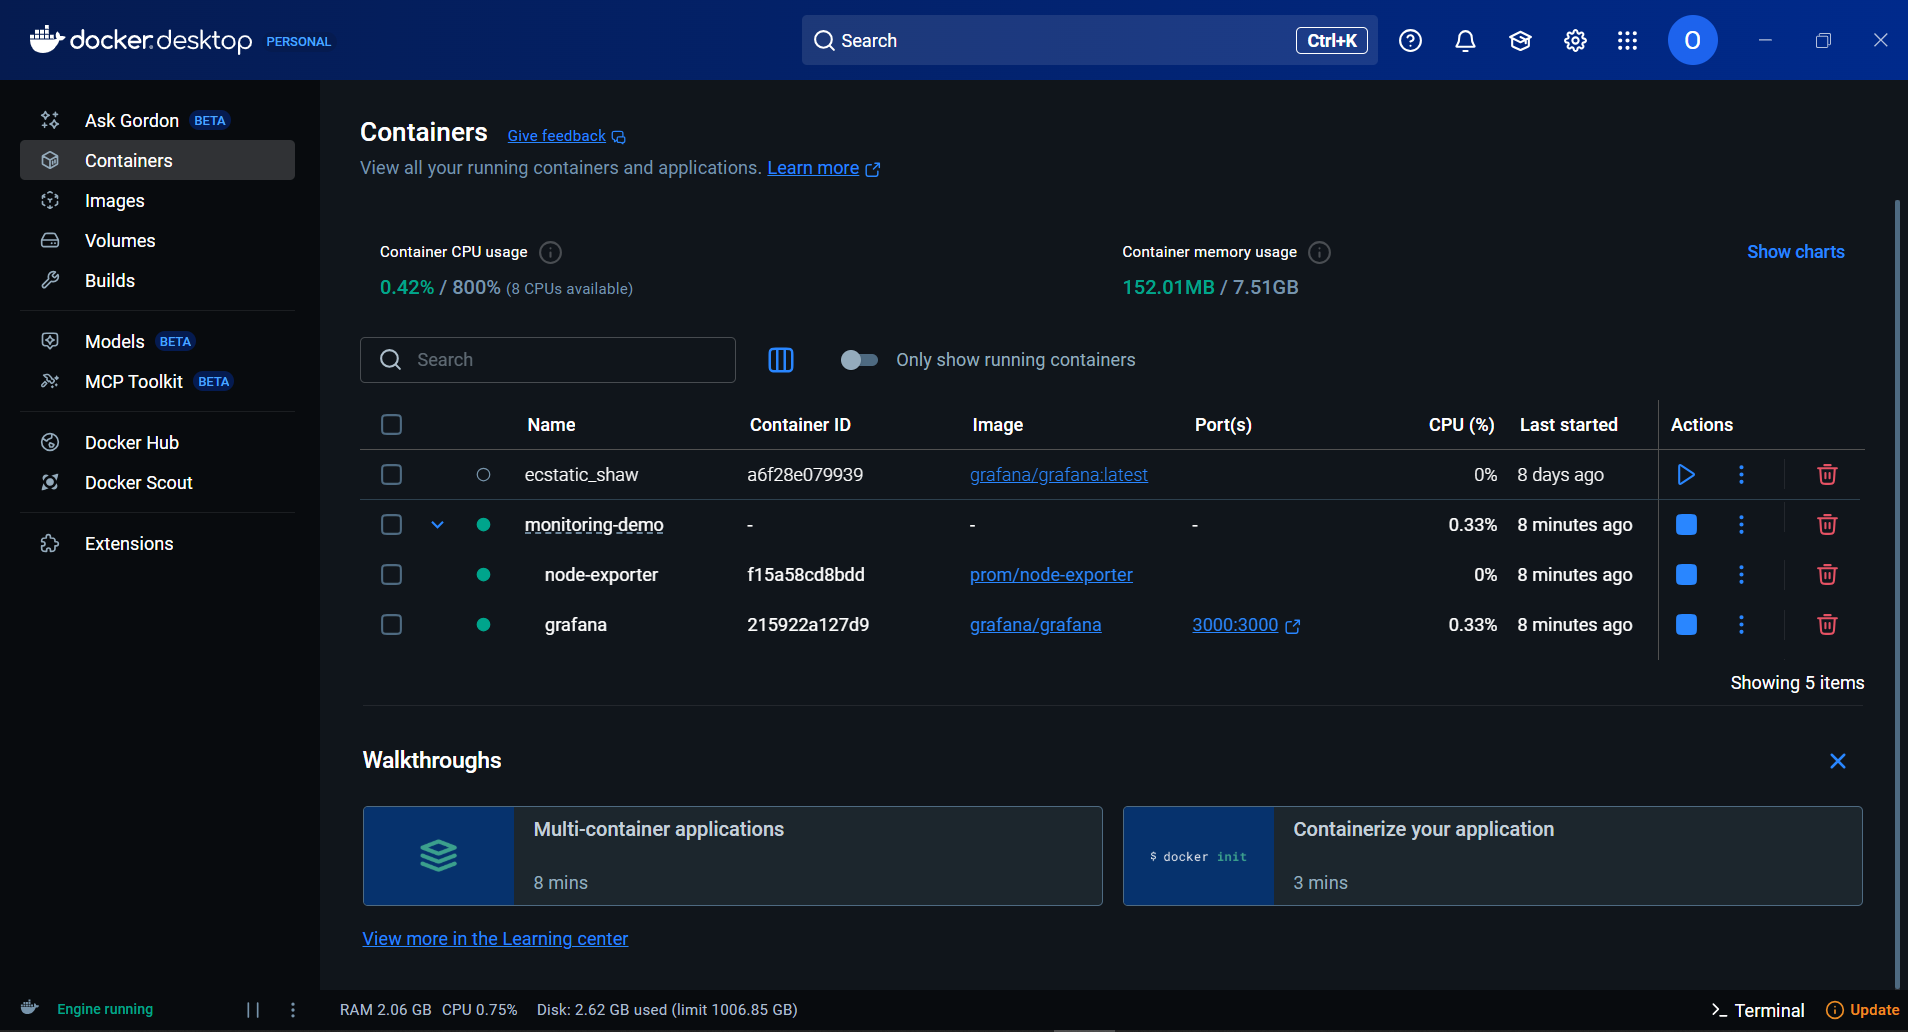 docker.desktop PERSONAL
Search Ctrl+K
O
Ask Gordon BETA
Containers
Images
Volumes
Builds
Models BETA
MCP Toolkit BETA
Docker Hub
Docker Scout
Extensions
Containers Give feedback
View all your running containers and applications. Learn more
Container CPU usage
0.42% / 800% (8 CPUs available)
Container memory usage
152.01MB / 7.51GB
Show charts
Search
Only show running containers
Name Container ID Image Port(s) CPU (%) Last started Actions
ecstatic_shaw a6f28e079939 grafana/grafana:latest 0% 8 days ago
monitoring-demo - - - 0.33% 8 minutes ago
node-exporter f15a58cd8bdd prom/node-exporter 0% 8 minutes ago
grafana 215922a127d9 grafana/grafana 3000:3000 0.33% 8 minutes ago
Showing 5 items
Walkthroughs
Multi-container applications
8 mins
$ docker init
Containerize your application
3 mins
View more in the Learning center
Engine running
RAM 2.06 GB CPU 0.75% Disk: 2.62 GB used (limit 1006.85 GB)
Terminal
Update